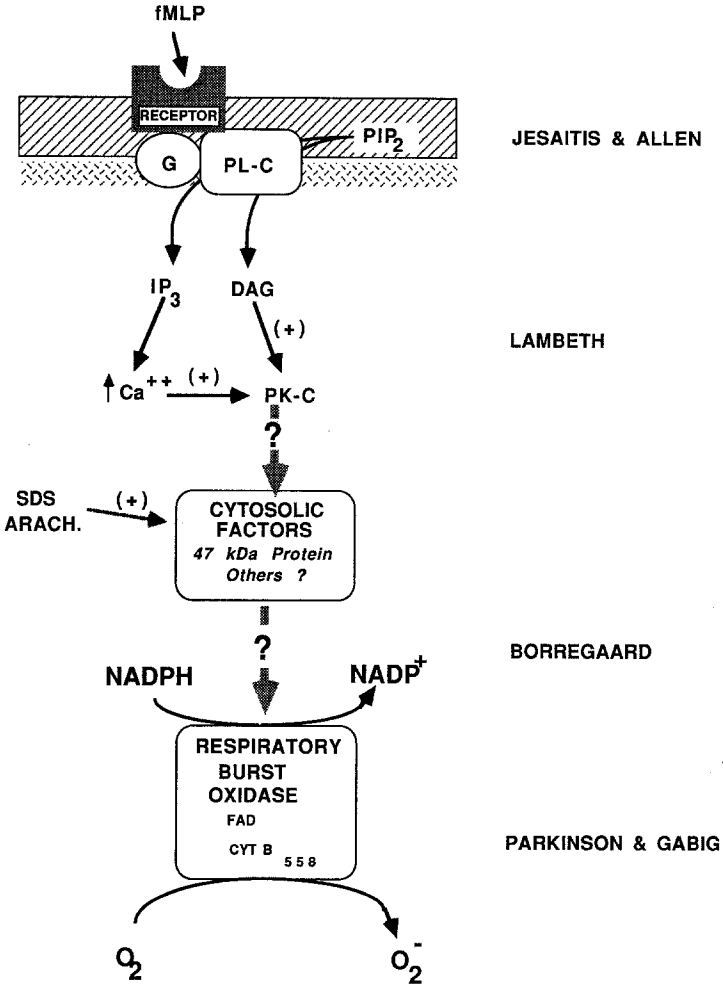 fMLP
RECEPTOR
G
PL-C
PIP2
JESAITIS & ALLEN
IP3
DAG
(+)
LAMBETH
Ca++
(+)
PK-C
?
SDS
ARACH.
(+)
CYTOSOLIC
FACTORS
47 kDa Protein
Others ?
?
BORREGAARD
NADPH
NADP+
RESPIRATORY
BURST
OXIDASE
FAD
CYT B 558
PARKINSON & GABIG
O2
O2-